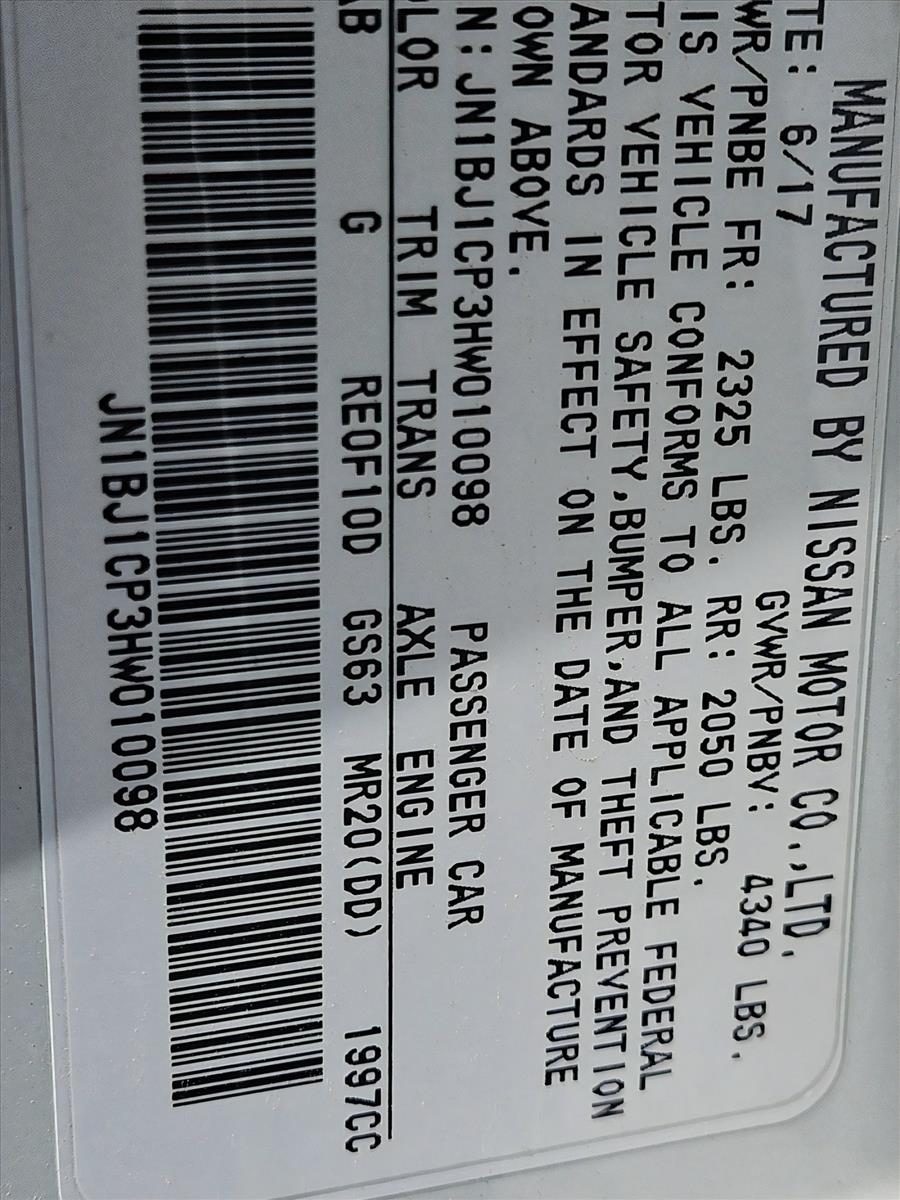 MANUFACTURED BY NISSAN MOTOR CO.,LTD.
TE: 6/17 GVWR/PNBV: 4340 LBS.
WR/PNBE FR: 2325 LBS. RR: 2050 LBS.
IS VEHICLE CONFORMS TO ALL APPLICABLE FEDERAL
TOR VEHICLE SAFETY,BUMPER,AND THEFT PREVENTION
ANDARDS IN EFFECT ON THE DATE OF MANUFACTURE
OWN ABOVE.
N: JN1BJ1CP3HW010098 PASSENGER CAR
LOR TRIM TRANS AXLE ENGINE
AB G RE0F10D GS63 MR20(DD) 1997CC
JN1BJ1CP3HW010098